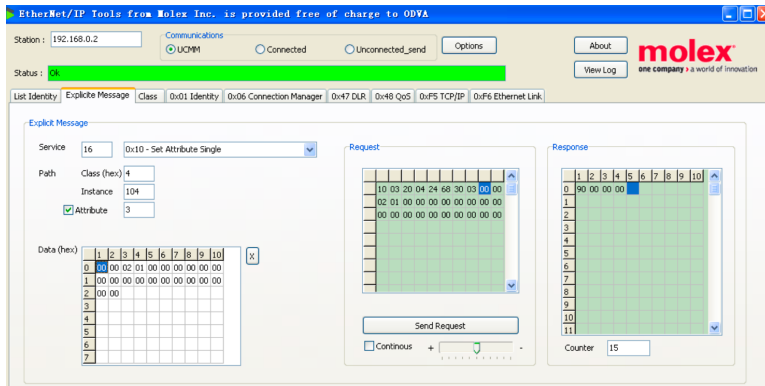 EtherNet/IP Tools from Molex Inc. is provided free of charge to ODVA
Station : 192.168.0.2
Communications
UCMM Connected Unconnected_send
Options
About
molex
one company > a world of innovation
Status : Ok
View Log
List Identity Explicite Message Class 0x01 Identity 0x06 Connection Manager 0x47 DLR 0x48 QoS 0xF5 TCP/IP 0xF6 Ethernet Link
Explicit Message
Service 16 0x10 - Set Attribute Single
Path Class (hex) 4
Instance 104
Attribute 3
Data (hex)
1 2 3 4 5 6 7 8 9 10
0 00 00 02 01 00 00 00 00 00 00
1 00 00 00 00 00 00 00 00 00 00
2 00 00
3
4
5
6
7
X
Request
10 03 20 04 24 68 30 03 00 00
02 01 00 00 00 00 00 00 00 00
00 00 00 00 00 00 00 00 00 00
Send Request
Continous + -
Response
1 2 3 4 5 6 7 8 9 10
0 90 00 00 00
1
2
3
4
5
6
7
8
9
10
11
Counter 15